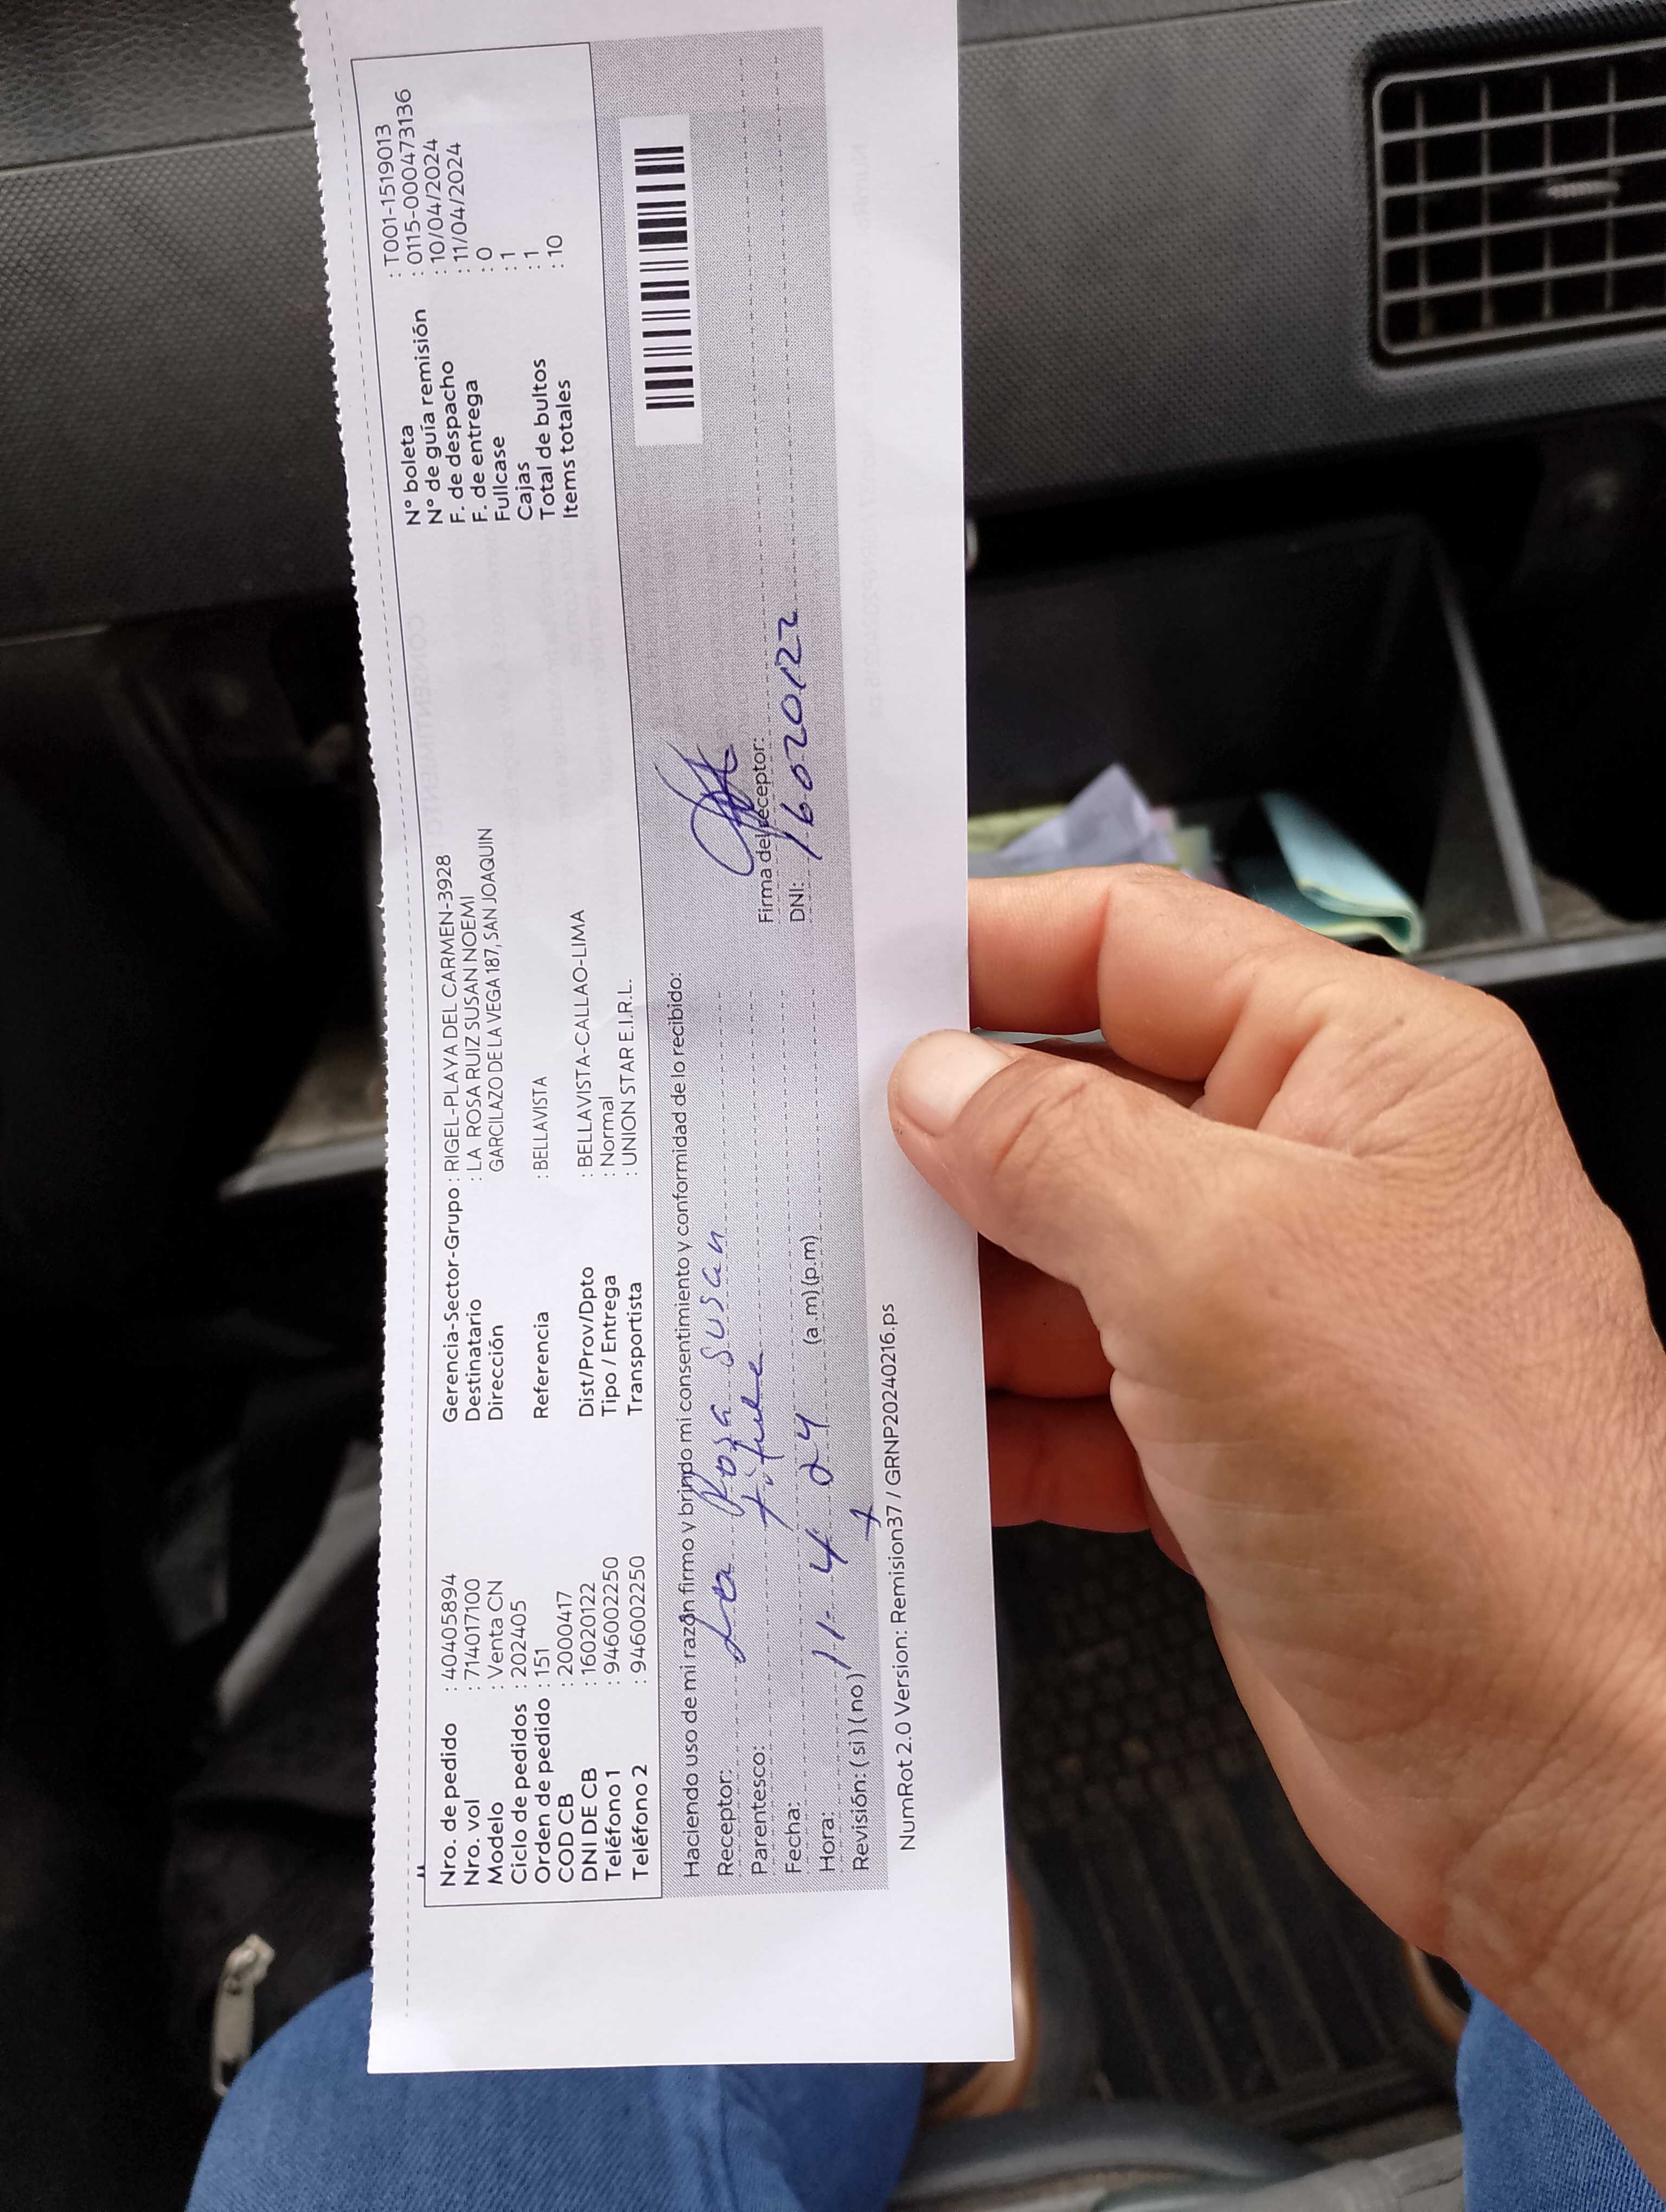 Nro. de pedido : 40405894
Nro. vol : 714017100
Modelo : Venta CN
Ciclo de pedidos : 202405
Orden de pedido : 151
COD CB : 2000417
DNI DE CB : 16020122
Teléfono 1 : 946002250
Teléfono 2 : 946002250
Gerencia-Sector-Grupo : RIGEL-PLAYA DEL CARMEN-3928
Destinatario : LA ROSA RUIZ SUSAN NOEMI
Dirección GARCILAZO DE LA VEGA 187, SAN JOAQUIN
Referencia : BELLAVISTA
Dist/Prov/Dpto : BELLAVISTA-CALLAO-LIMA
Tipo / Entrega : Normal
Transportista : UNION STAR E.I.R.L.
N° boleta : T001-1519013
N° de guía remisión : 0115-000473136
F. de despacho : 10/04/2024
F. de entrega : 11/04/2024
Fullcase : 0
Cajas : 1
Total de bultos : 1
Items totales : 10
Haciendo uso de mi razón firmo y brindo mi consentimiento y conformidad de lo recibido:
Receptor: La Rosa Susan
Parentesco:
Fecha: 11 - 4 24
Hora: (a.m)(p.m)
Revisión: ( si ) ( no )
Firma del receptor:
DNI: 16020122
NumRot 2.0 Version: Remision37 / GRNP20240216.ps